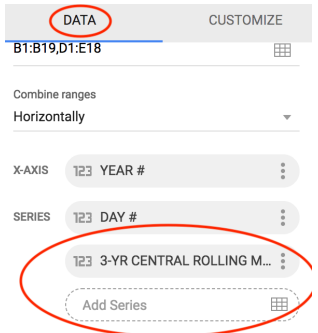 DATA CUSTOMIZE
B1:B19,D1:E18
Combine ranges
Horizontally
X-AXIS 123 YEAR #
SERIES 123 DAY #
123 3-YR CENTRAL ROLLING M...
Add Series